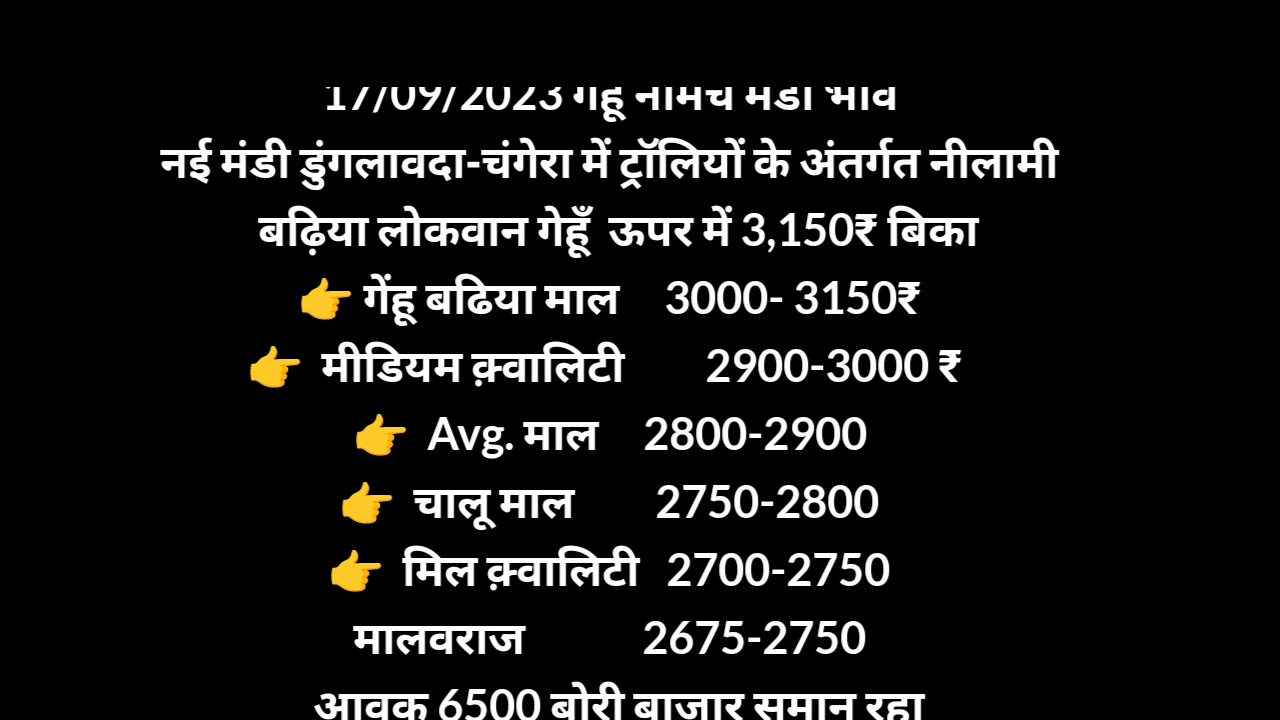 17/09/2023 गेहूं नीमच मंडी भाव
नई मंडी डुंगलावदा-चंगेरा में ट्रॉलियों के अंतर्गत नीलामी
बढ़िया लोकवान गेहूँ ऊपर में 3,150₹ बिका
👉 गेंहू बढिया माल 3000- 3150₹
👉 मीडियम क़्वालिटी 2900-3000 ₹
👉 Avg. माल 2800-2900
👉 चालू माल 2750-2800
👉 मिल क़्वालिटी 2700-2750
मालवराज 2675-2750
आवक 6500 बोरी बाजार समान रहा